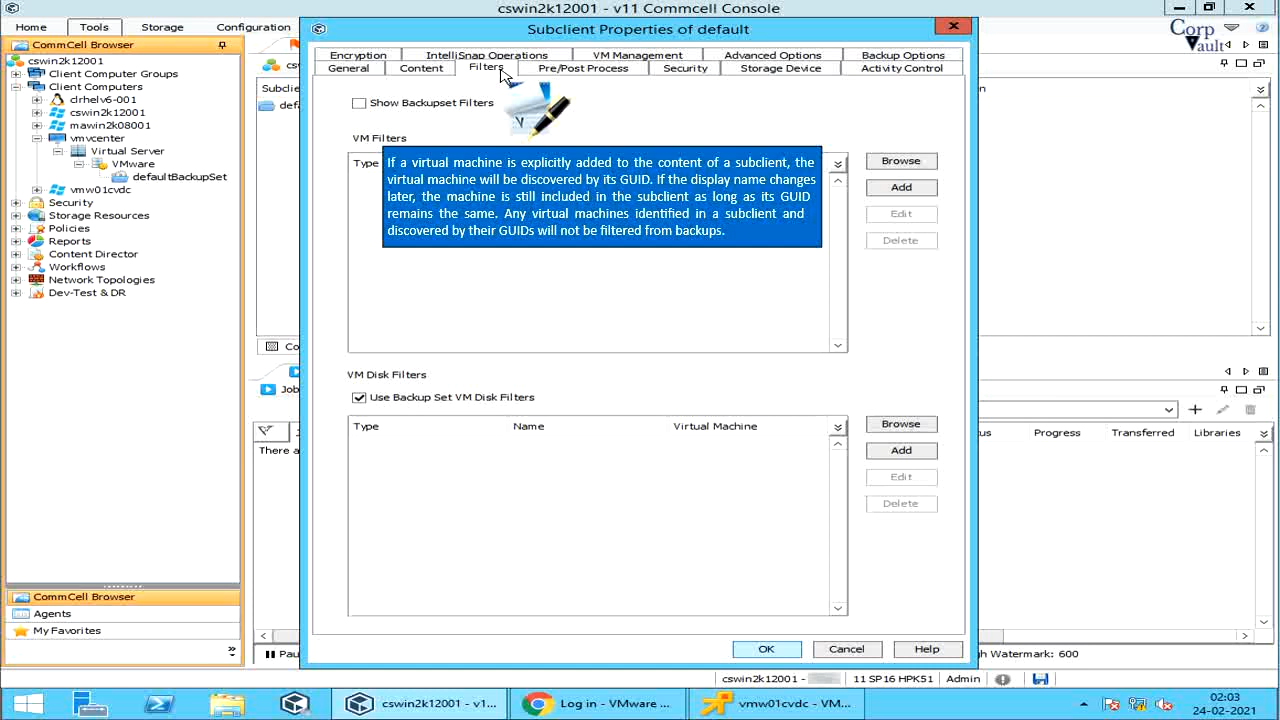 cswin2k12001 - v11 Commcell Console
Home
Tools
Storage
Configuration
Corp
Vault
Subclient Properties of default
CommCell Browser
cswin2k12001
Client Computer Groups
Client Computers
clrhelv6-001
cswin2k12001
mawin2k08001
vmvcenter
Virtual Server
VMware
defaultBackupSet
vmw01cvdc
Security
Storage Resources
Policies
Reports
Content Director
Workflows
Network Topologies
Dev-Test & DR
Encryption
IntelliSnap Operations
VM Management
Advanced Options
Backup Options
General
Content
Filters
Pre/Post Process
Security
Storage Device
Activity Control
Show Backupset Filters
VM Filters
Type
Browse
Add
Edit
Delete
If a virtual machine is explicitly added to the content of a subclient, the
virtual machine will be discovered by its GUID. If the display name changes
later, the machine is still included in the subclient as long as its GUID
remains the same. Any virtual machines identified in a subclient and
discovered by their GUIDs will not be filtered from backups.
VM Disk Filters
Use Backup Set VM Disk Filters
Type
Name
Virtual Machine
Browse
Add
Edit
Delete
Progress
Transferred
Libraries
OK
Cancel
Help
CommCell Browser
Agents
My Favorites
Watermark: 600
cswin2k12001 -
11 SP16 HPK51
Admin
cswin2k12001 - v1...
Log in - VMware ...
vmw01cvdc - VM...
02:03
24-02-2021